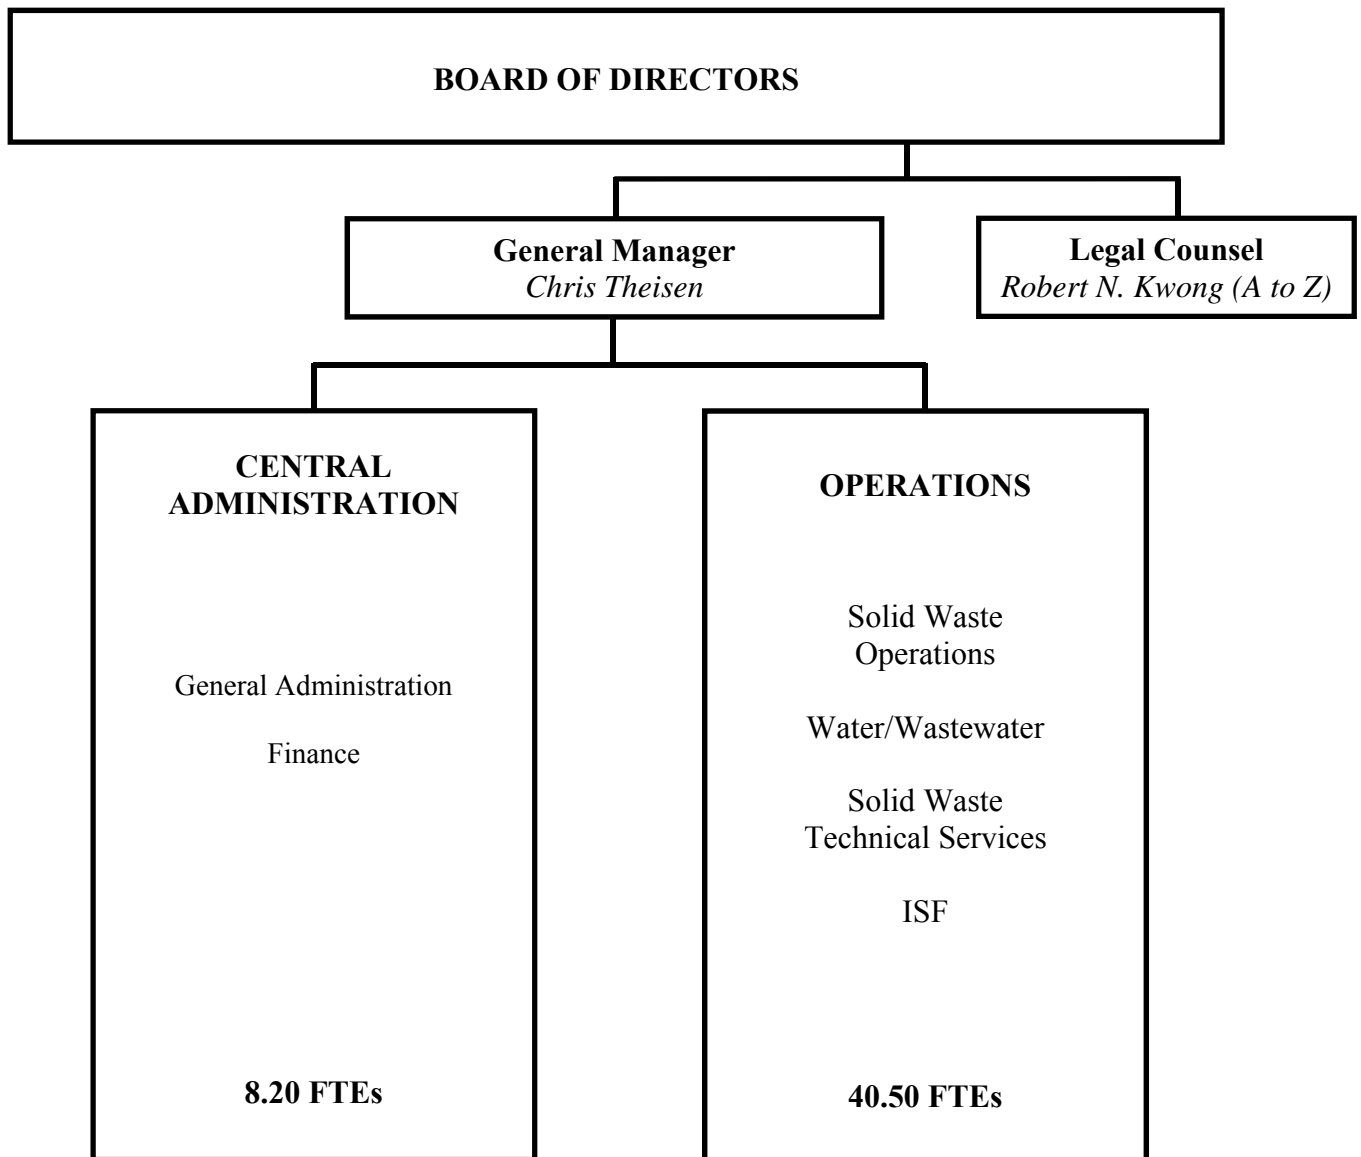 BOARD OF DIRECTORS
General Manager
Chris Theisen
Legal Counsel
Robert N. Kwong (A to Z)
CENTRAL
ADMINISTRATION
General Administration
Finance
8.20 FTEs
OPERATIONS
Solid Waste
Operations
Water/Wastewater
Solid Waste
Technical Services
ISF
40.50 FTEs